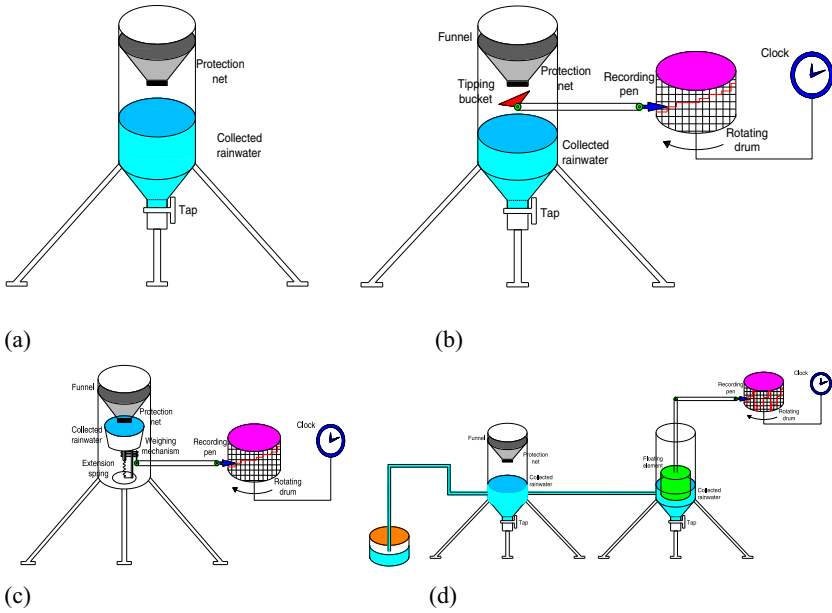 Protection
net
Collected
rainwater
Tap
(a)
Funnel
Tipping
bucket
Protection
net
Recording
pen
Clock
Collected
rainwater
Rotating
drum
Tap
(b)
Funnel
Protection
net
Collected
rainwater
Weighing
mechanism
Extension
spring
Recording
pen
Clock
Rotating
drum
(c)
Funnel
Protection
net
Collected
rainwater
Tap
Floating
element
Collected
rainwater
Tap
Recording
pen
Clock
Rotating
drum
(d)